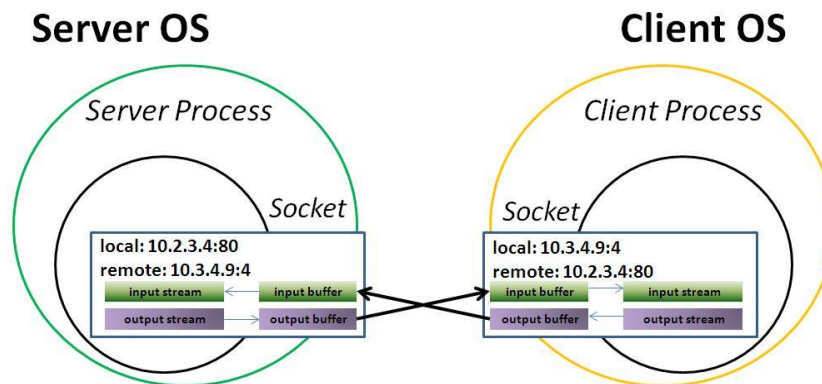 Server OS
Client OS
Server Process
Client Process
Socket
Socket
local: 10.2.3.4:80
remote: 10.3.4.9:4
input stream
input buffer
output stream
output buffer
local: 10.3.4.9:4
remote: 10.2.3.4:80
input buffer
input stream
output buffer
output stream